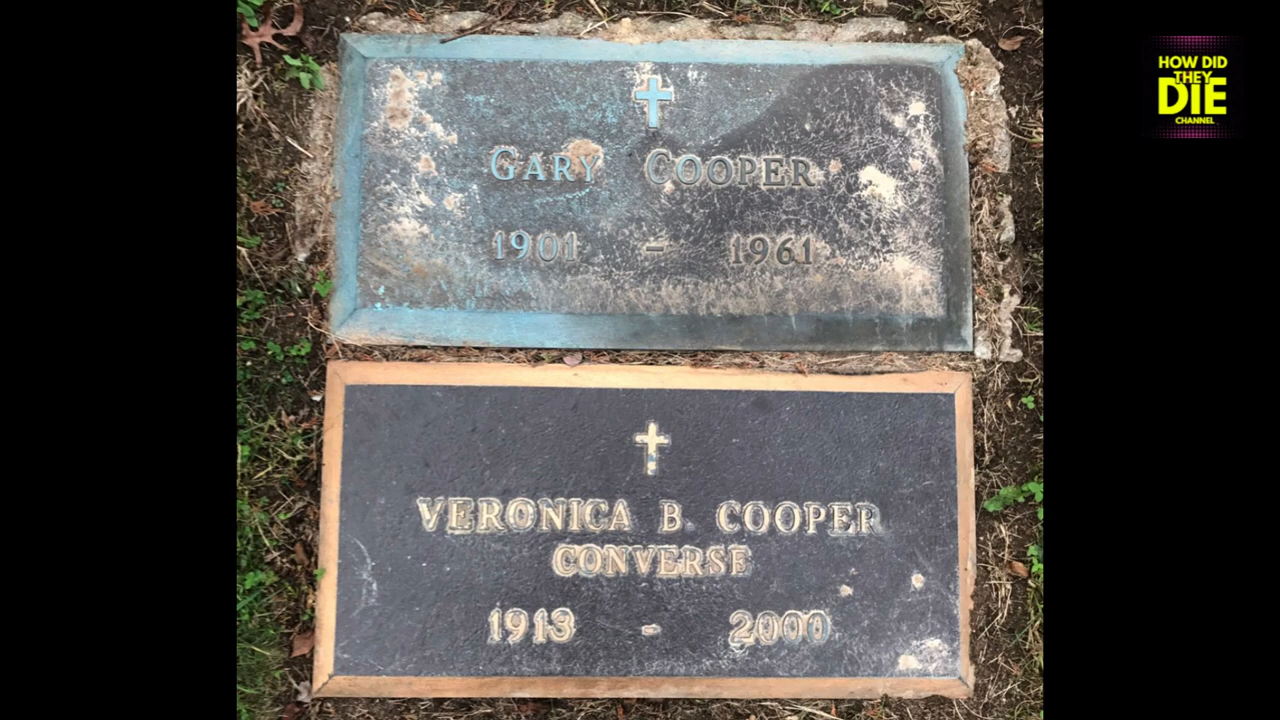 HOW DID
THEY
DIE
CHANNEL
GARY COOPER
1901 - 1961
VERONICA B. COOPER
CONVERSE
1913 - 2000